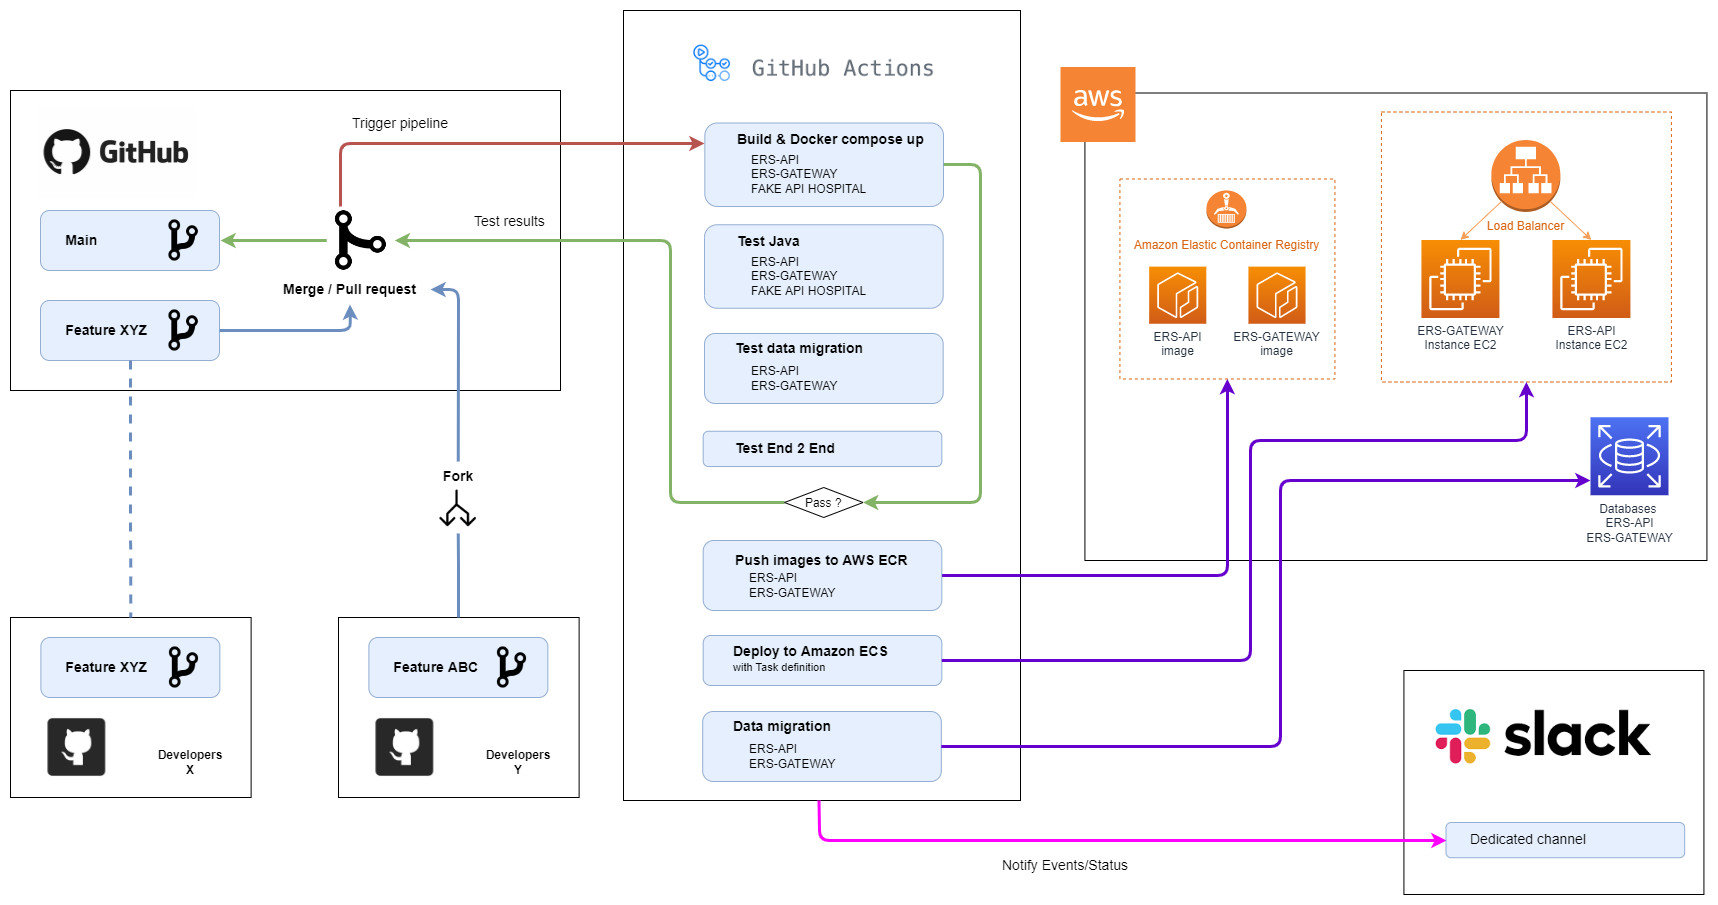 GitHub
Trigger pipeline
Test results
Main
Merge / Pull request
Feature XYZ
Fork
Feature XYZ
Developers
X
Feature ABC
Developers
Y
GitHub Actions
Build & Docker compose up
ERS-API
ERS-GATEWAY
FAKE API HOSPITAL
Test Java
ERS-API
ERS-GATEWAY
FAKE API HOSPITAL
Test data migration
ERS-API
ERS-GATEWAY
Test End 2 End
Pass ?
Push images to AWS ECR
ERS-API
ERS-GATEWAY
Deploy to Amazon ECS
with Task definition
Data migration
ERS-API
ERS-GATEWAY
Notify Events/Status
aws
Amazon Elastic Container Registry
ERS-API
image
ERS-GATEWAY
image
Load Balancer
ERS-GATEWAY
Instance EC2
ERS-API
Instance EC2
Databases
ERS-API
ERS-GATEWAY
slack
Dedicated channel